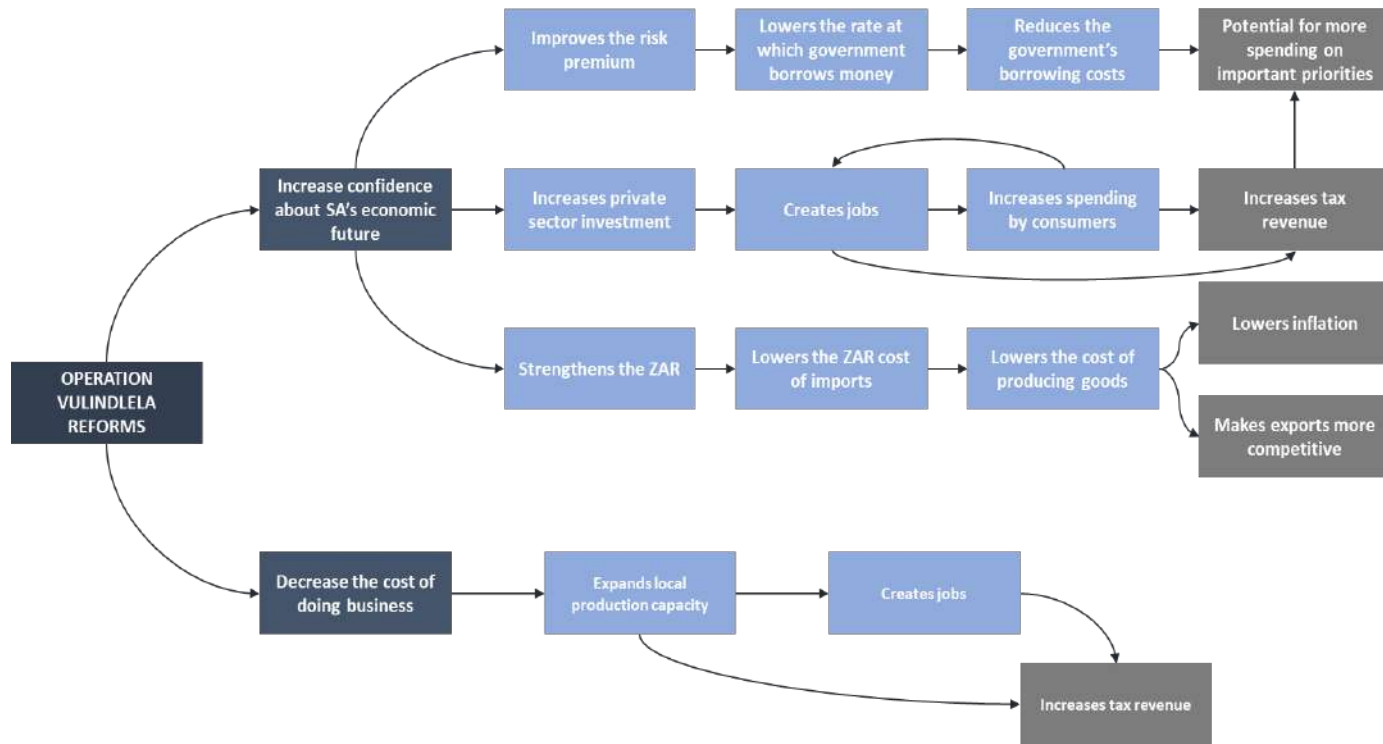 Improves the risk
premium
Lowers the rate at
which government
borrows money
Reduces the
government's
borrowing costs
Potential for more
spending on
important priorities
Increase confidence
about SA's economic
future
Increases private
sector investment
Creates jobs
Increases spending
by consumers
Increases tax
revenue
Strengthens the ZAR
Lowers the ZAR cost
of imports
Lowers the cost of
producing goods
Lowers inflation
Makes exports more
competitive
OPERATION
VULINDLELA
REFORMS
Decrease the cost of
doing business
Expands local
production capacity
Creates jobs
Increases tax revenue